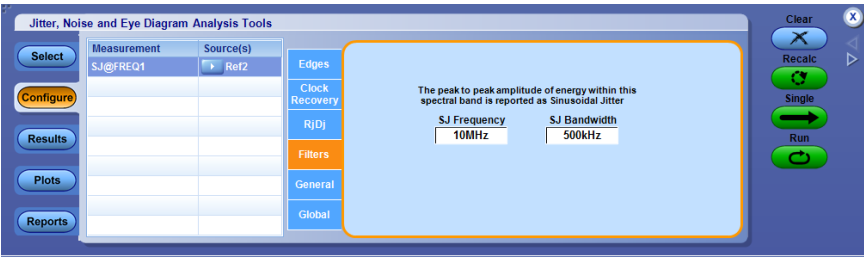 Jitter, Noise and Eye Diagram Analysis Tools
Clear
x
Select
Measurement Source(s)
SJ@FREQ1 Ref2
Recalc
Configure
Edges
Clock
Recovery
The peak to peak amplitude of energy within this
spectral band is reported as Sinusoidal Jitter
Single
Results
RjDj
SJ Frequency SJ Bandwidth
10MHz 500kHz
Run
Filters
Plots
General
Reports
Global